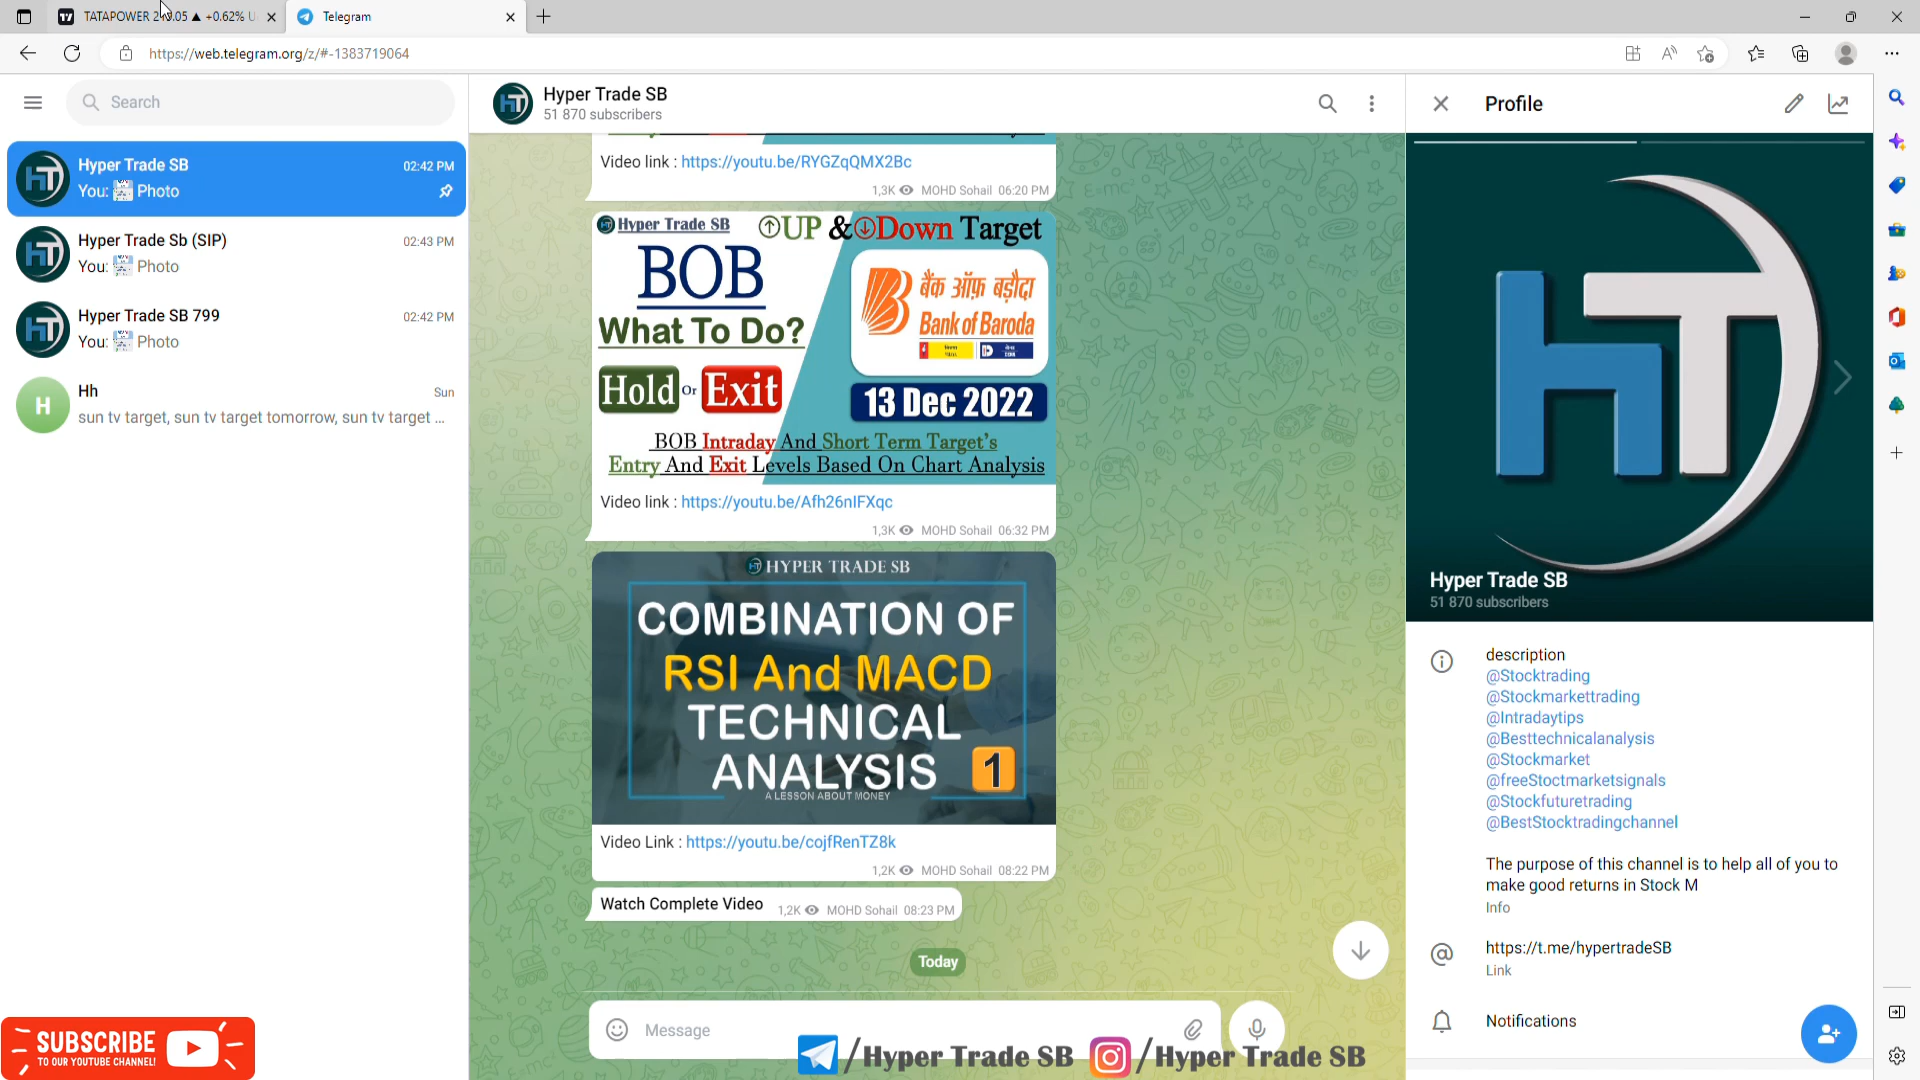 TATAPOWER 2 .05 ▲ +0.62% U
Telegram
https://web.telegram.org/z/#-1383719064
Search
Hyper Trade SB
02:42 PM
You: Photo
Hyper Trade Sb (SIP)
02:43 PM
You: Photo
Hyper Trade SB 799
02:42 PM
You: Photo
H
Hh
Sun
sun tv target, sun tv target tomorrow, sun tv target ...
SUBSCRIBE
TO OUR YOUTUBE CHANNEL!
Hyper Trade SB
51 870 subscribers
Video link : https://youtu.be/RYGZqQMX2Bc
1,3K MOHD Sohail 06:20 PM
Hyper Trade SB
UP & Down Target
BOB
What To Do?
Hold Or Exit
बैंक ऑफ़ बड़ौदा
Bank of Baroda
13 Dec 2022
BOB Intraday And Short Term Target's
Entry And Exit Levels Based On Chart Analysis
Video link : https://youtu.be/Afh26nIFXqc
1,3K MOHD Sohail 06:32 PM
HYPER TRADE SB
COMBINATION OF
RSI And MACD
TECHNICAL
ANALYSIS 1
A LESSON ABOUT MONEY
Video Link : https://youtu.be/cojfRenTZ8k
1,2K MOHD Sohail 08:22 PM
Watch Complete Video 1,2K MOHD Sohail 08:23 PM
Today
Message
/Hyper Trade SB /Hyper Trade SB
Profile
HT
Hyper Trade SB
51 870 subscribers
description
@Stocktrading
@Stockmarkettrading
@Intradaytips
@Besttechnicalanalysis
@Stockmarket
@freeStoctmarketsignals
@Stockfuturetrading
@BestStocktradingchannel
The purpose of this channel is to help all of you to
make good returns in Stock M
Info
https://t.me/hypertradeSB
Link
Notifications